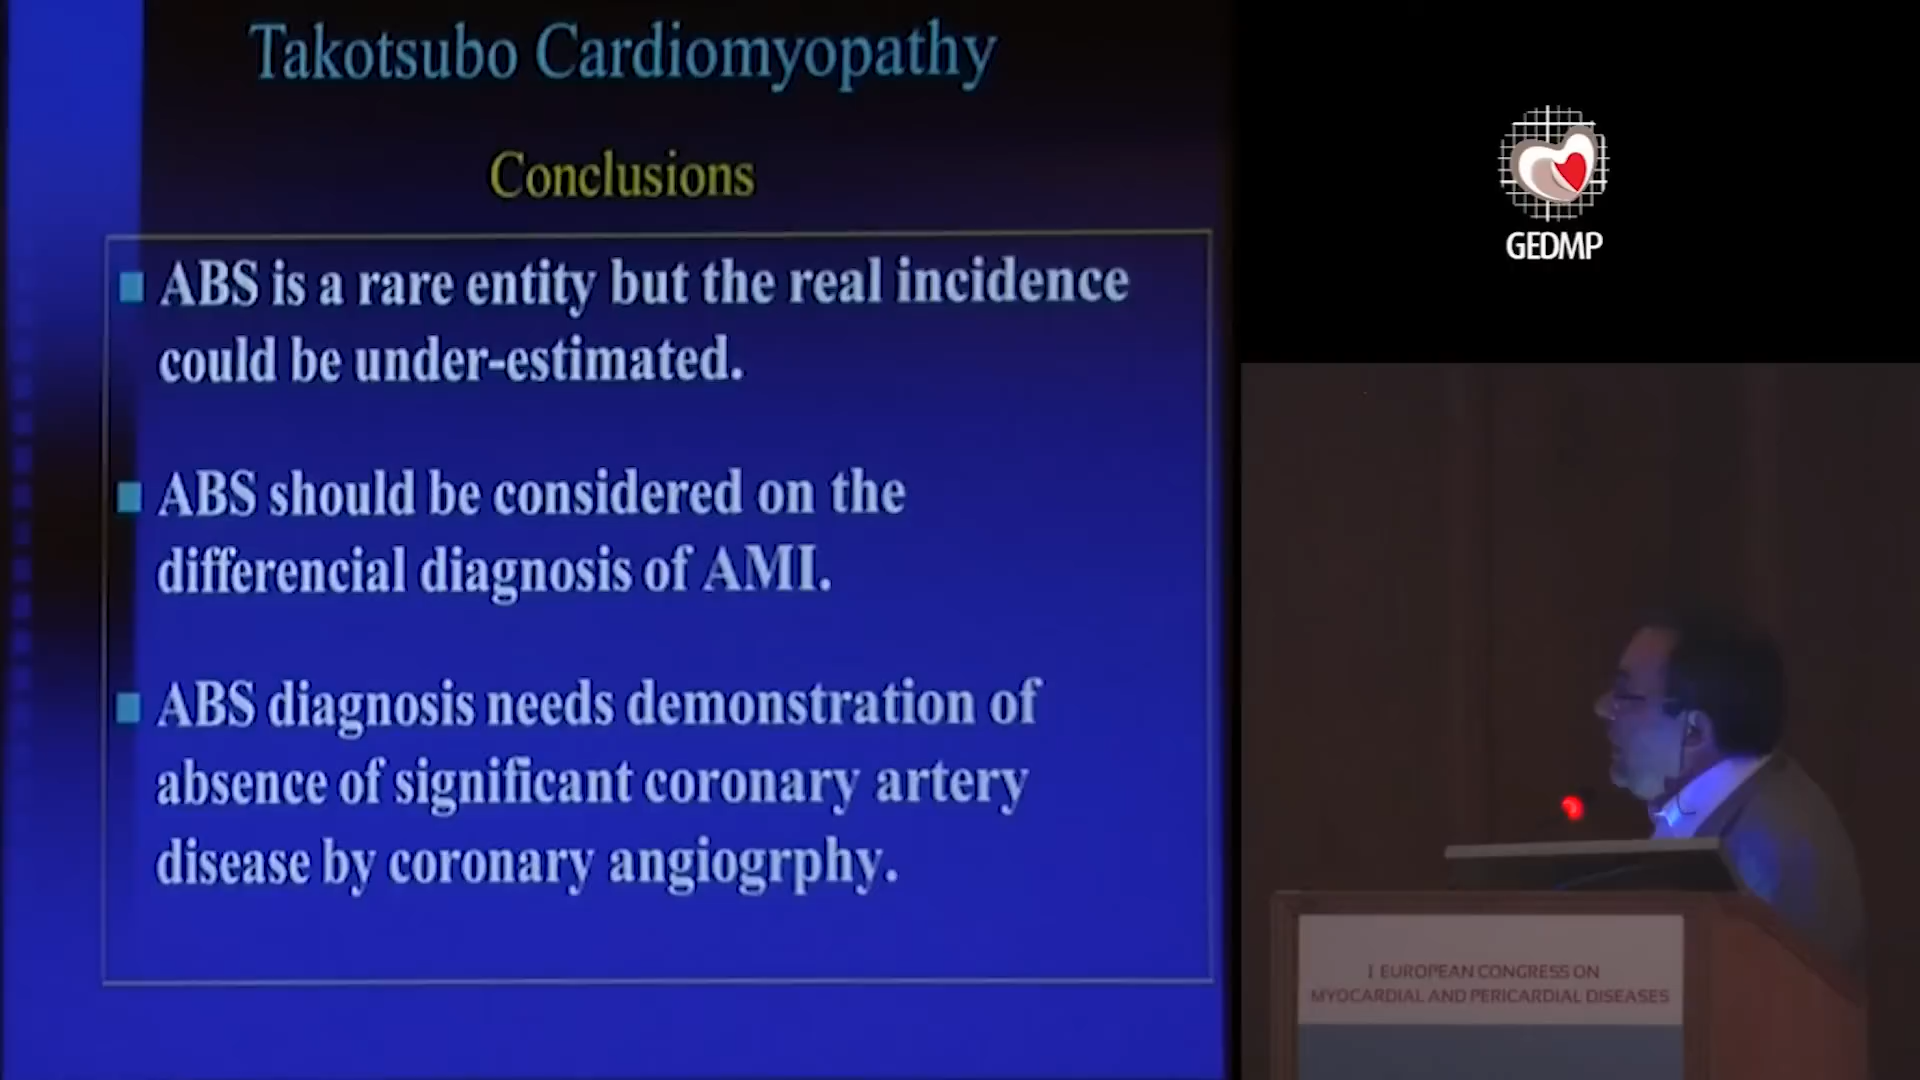 Takotsubo Cardiomyopathy
Conclusions
ABS is a rare entity but the real incidence
could be under-estimated.
ABS should be considered on the
differencial diagnosis of AMI.
ABS diagnosis needs demonstration of
absence of significant coronary artery
disease by coronary angiogrphy.
GEDMP
I EUROPEAN CONGRESS ON
MYOCARDIAL AND PERICARDIAL DISEASES